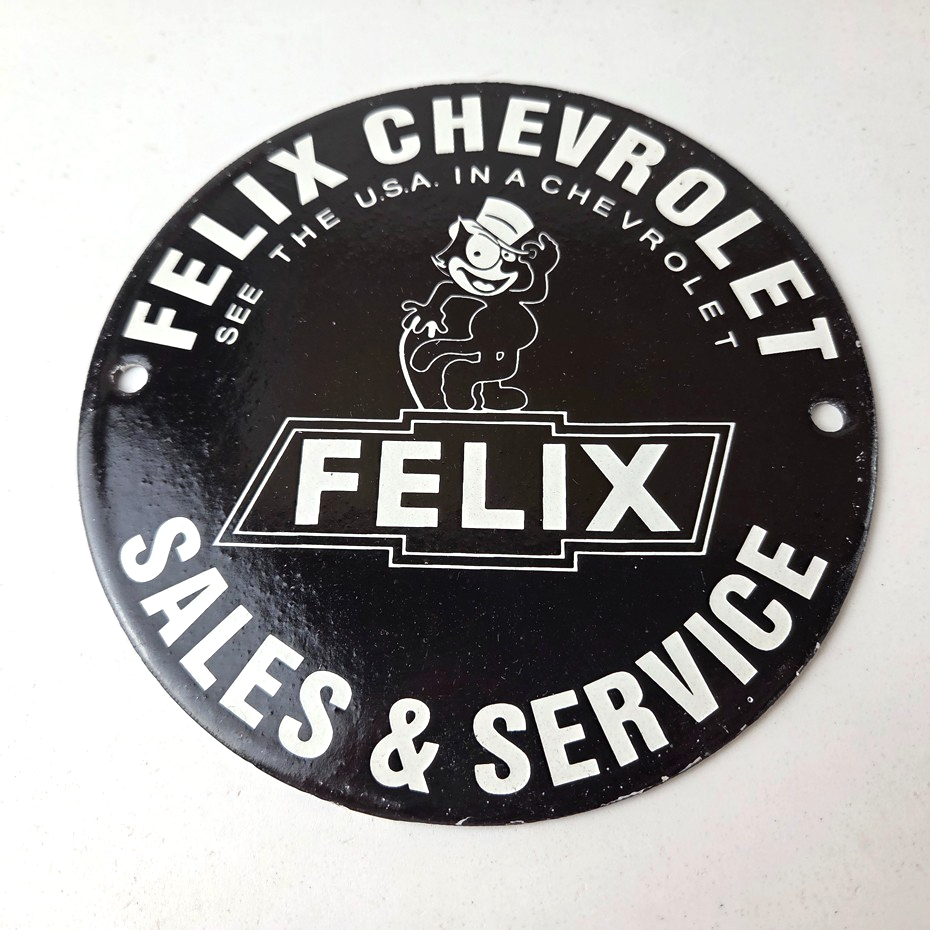 FELIX CHEVROLET
SEE THE U.S.A. IN A CHEVROLET
FELIX
SALES & SERVICE